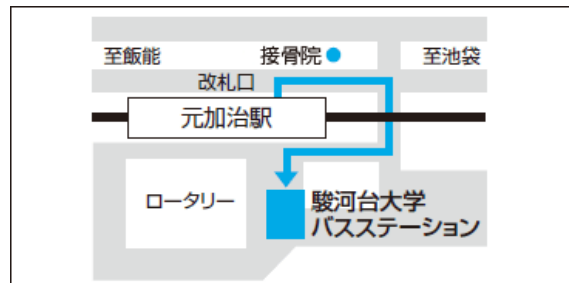 至飯能
接骨院
至池袋
改札口
元加治駅
ロータリー
駿河台大学
バスステーション